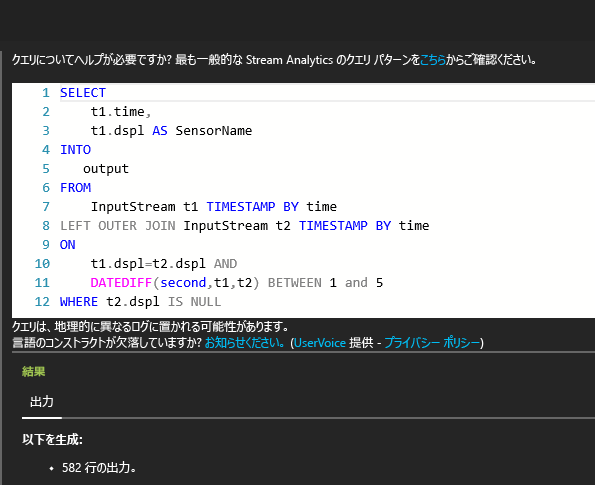 クエリについてヘルプが必要ですか? 最も一般的な Stream Analytics のクエリ パターンをこちらからご確認ください。
1 SELECT
2 t1.time,
3 t1.dspl AS SensorName
4 INTO
5 output
6 FROM
7 InputStream t1 TIMESTAMP BY time
8 LEFT OUTER JOIN InputStream t2 TIMESTAMP BY time
9 ON
10 t1.dspl=t2.dspl AND
11 DATEDIFF(second,t1,t2) BETWEEN 1 and 5
12 WHERE t2.dspl IS NULL
クエリは、地理的に異なるログに置かれる可能性があります。
言語のコンストラクトが欠落していますか? お知らせください。 (UserVoice 提供 - プライバシー ポリシー)
結果
出力
以下を生成:
• 582 行の出力。